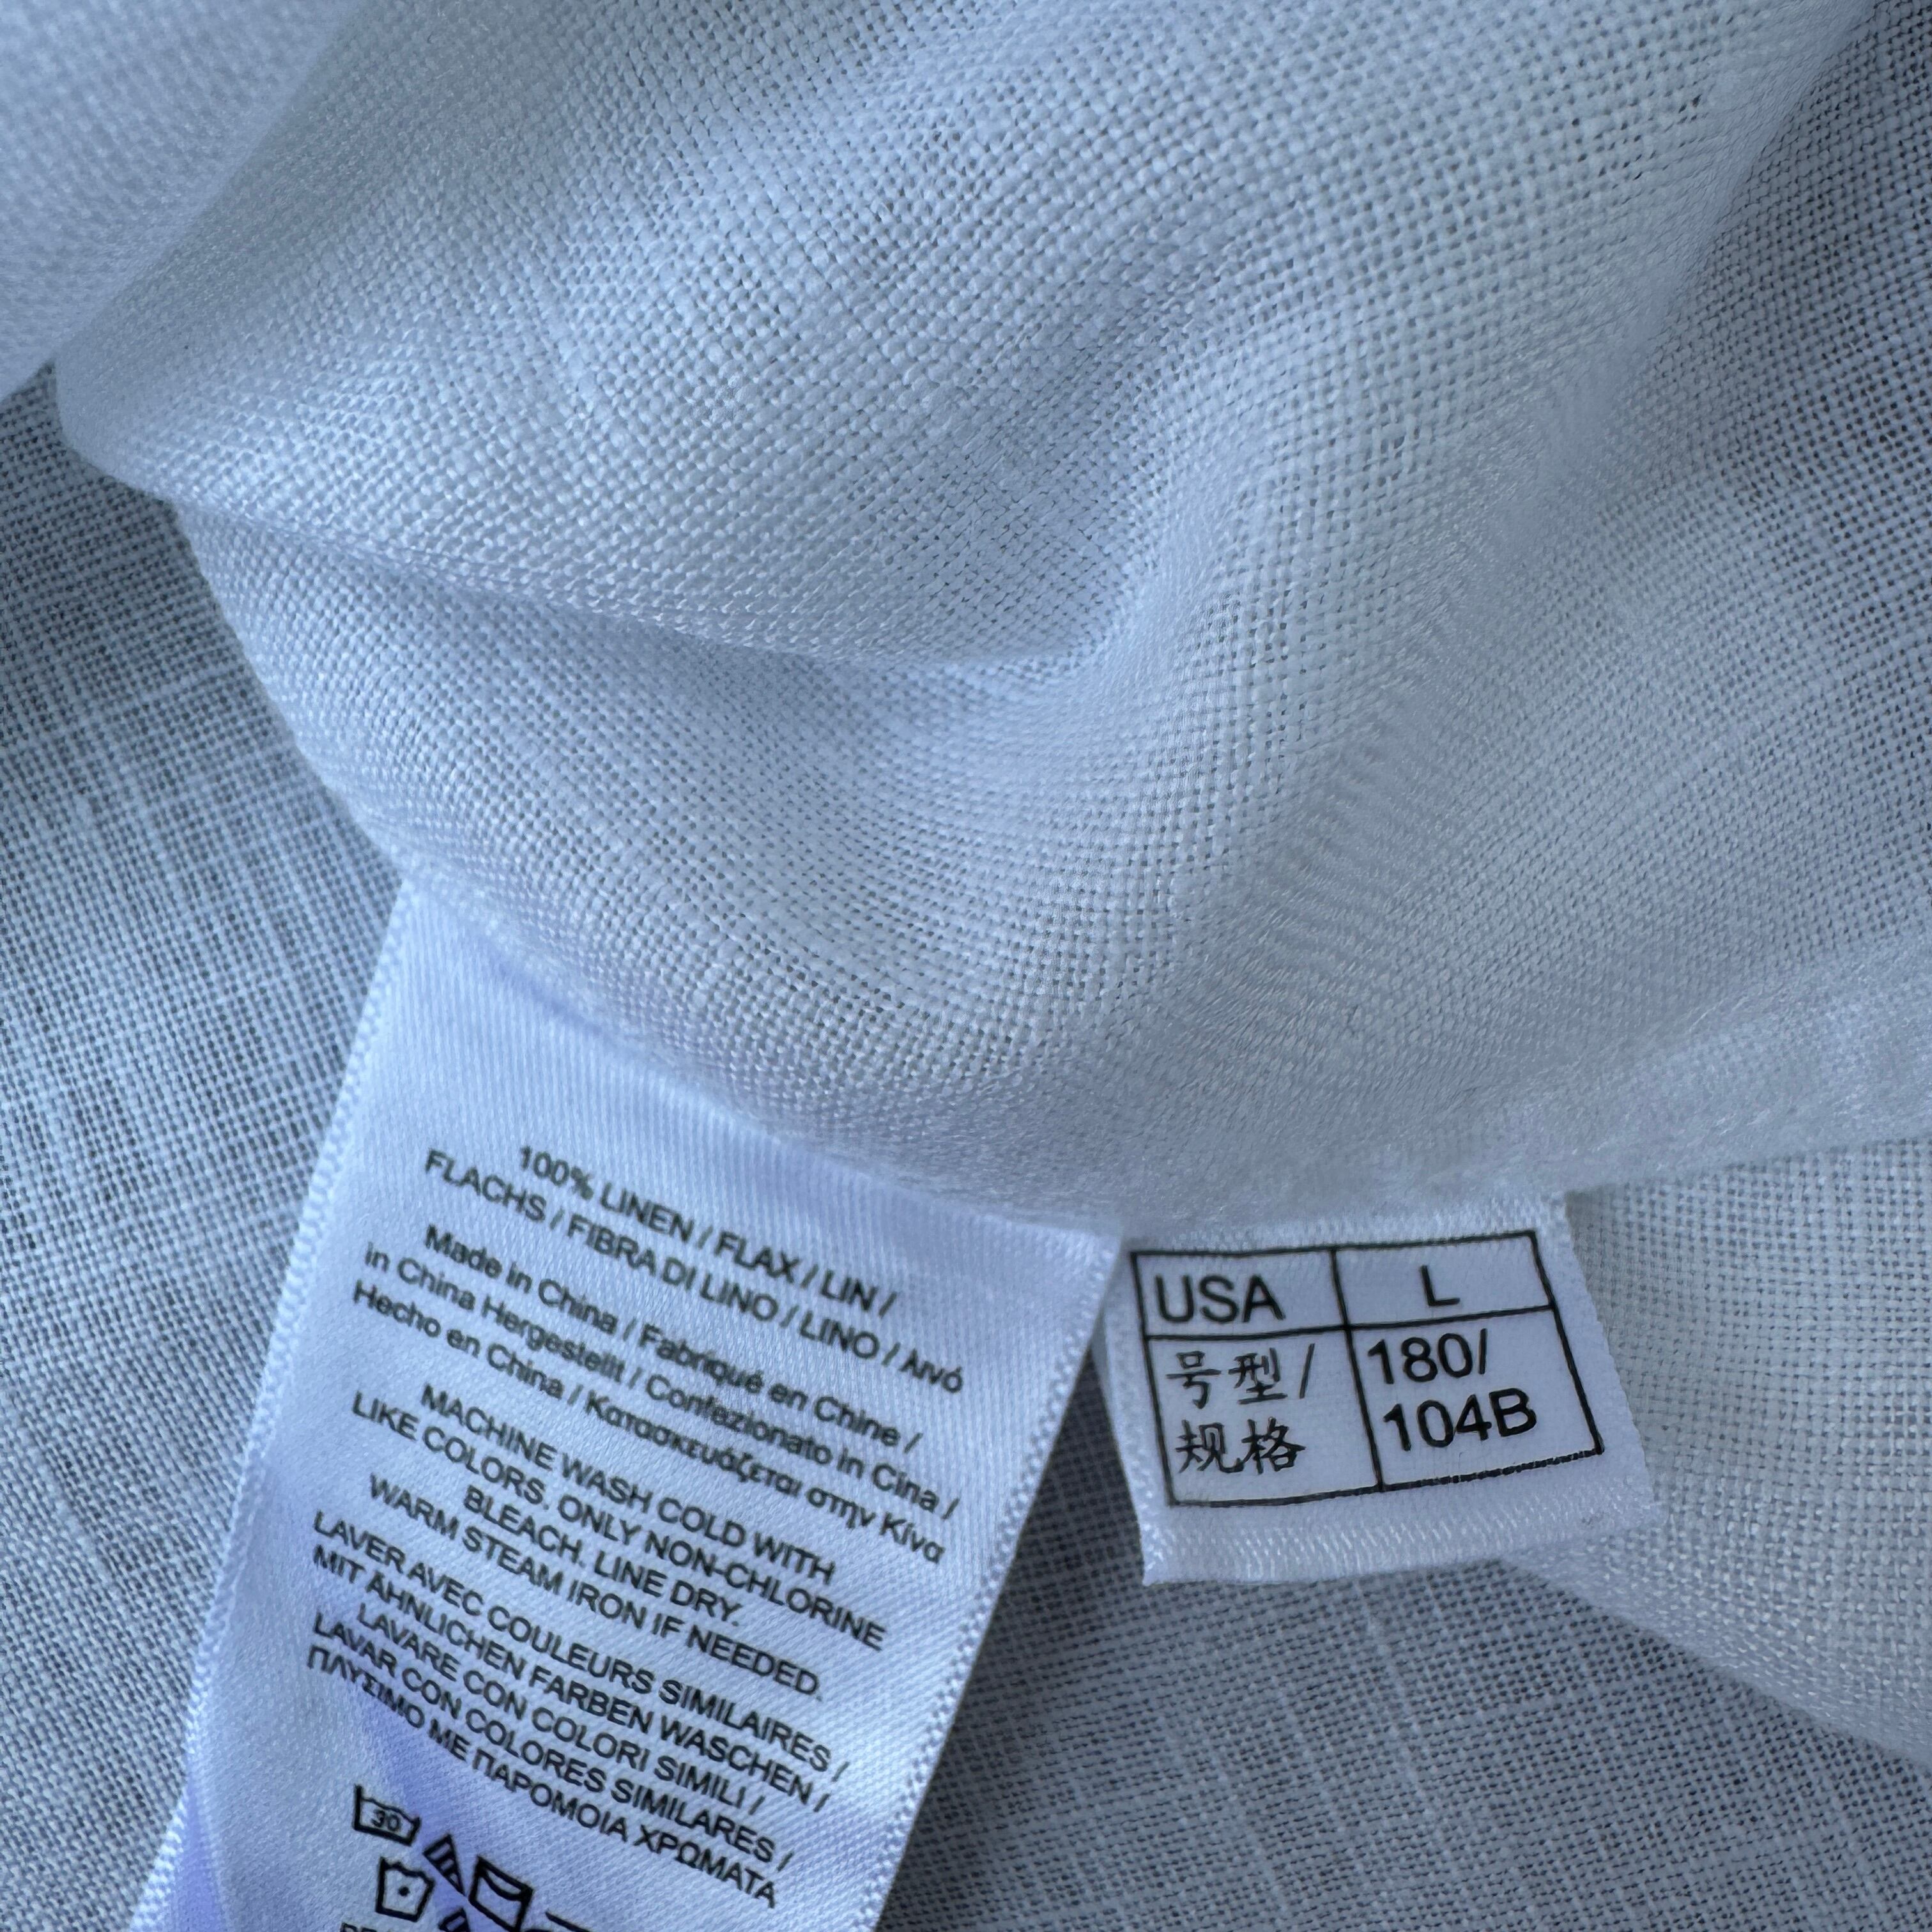 100% LINEN / FLAX / LIN /
FLACHS / FIBRA DI LINO / LINO / λινό
Made in China / Fabriqué en Chine /
in China Hergestellt / Confezionato in Cina /
Hecho en China / Κατασκευάζεται στην Κίνα
MACHINE WASH COLD WITH
LIKE COLORS. ONLY NON-CHLORINE
BLEACH. LINE DRY.
WARM STEAM IRON IF NEEDED.
LAVER AVEC COULEURS SIMILAIRES /
MIT ÄHNLICHEN FARBEN WASCHEN /
LAVARE CON COLORI SIMILI /
LAVAR CON COLORES SIMILARES /
ΠΛΥΣΙΜΟ ΜΕ ΠΑΡΟΜΟΙΑ ΧΡΩΜΑΤΑ
30
USA L
号型/ 180/
规格 104B